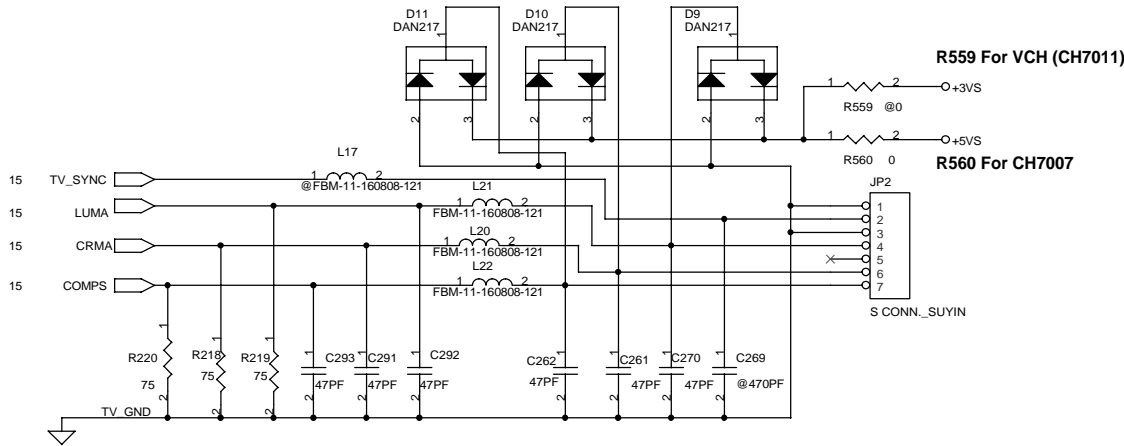 D11
DAN217
D10
DAN217
D9
DAN217
1
1
1
2
3
2
3
2
3
R559 For VCH (CH7011)
1
2
+3VS
R559 @0
1
2
+5VS
R560 0
R560 For CH7007
L17
15 TV_SYNC
1
2
@FBM-11-160808-121
15 LUMA
L21
1
2
FBM-11-160808-121
15 CRMA
L20
1
2
FBM-11-160808-121
15 COMPS
L22
1
2
FBM-11-160808-121
JP2
1
2
3
4
5
6
7
S CONN._SUYIN
1
R220
75
2
1
R218
75
2
1
R219
75
2
1
C293
47PF
2
1
C291
47PF
2
1
C292
47PF
2
1
C262
47PF
2
1
C261
47PF
2
1
C270
47PF
2
1
C269
@470PF
2
TV_GND